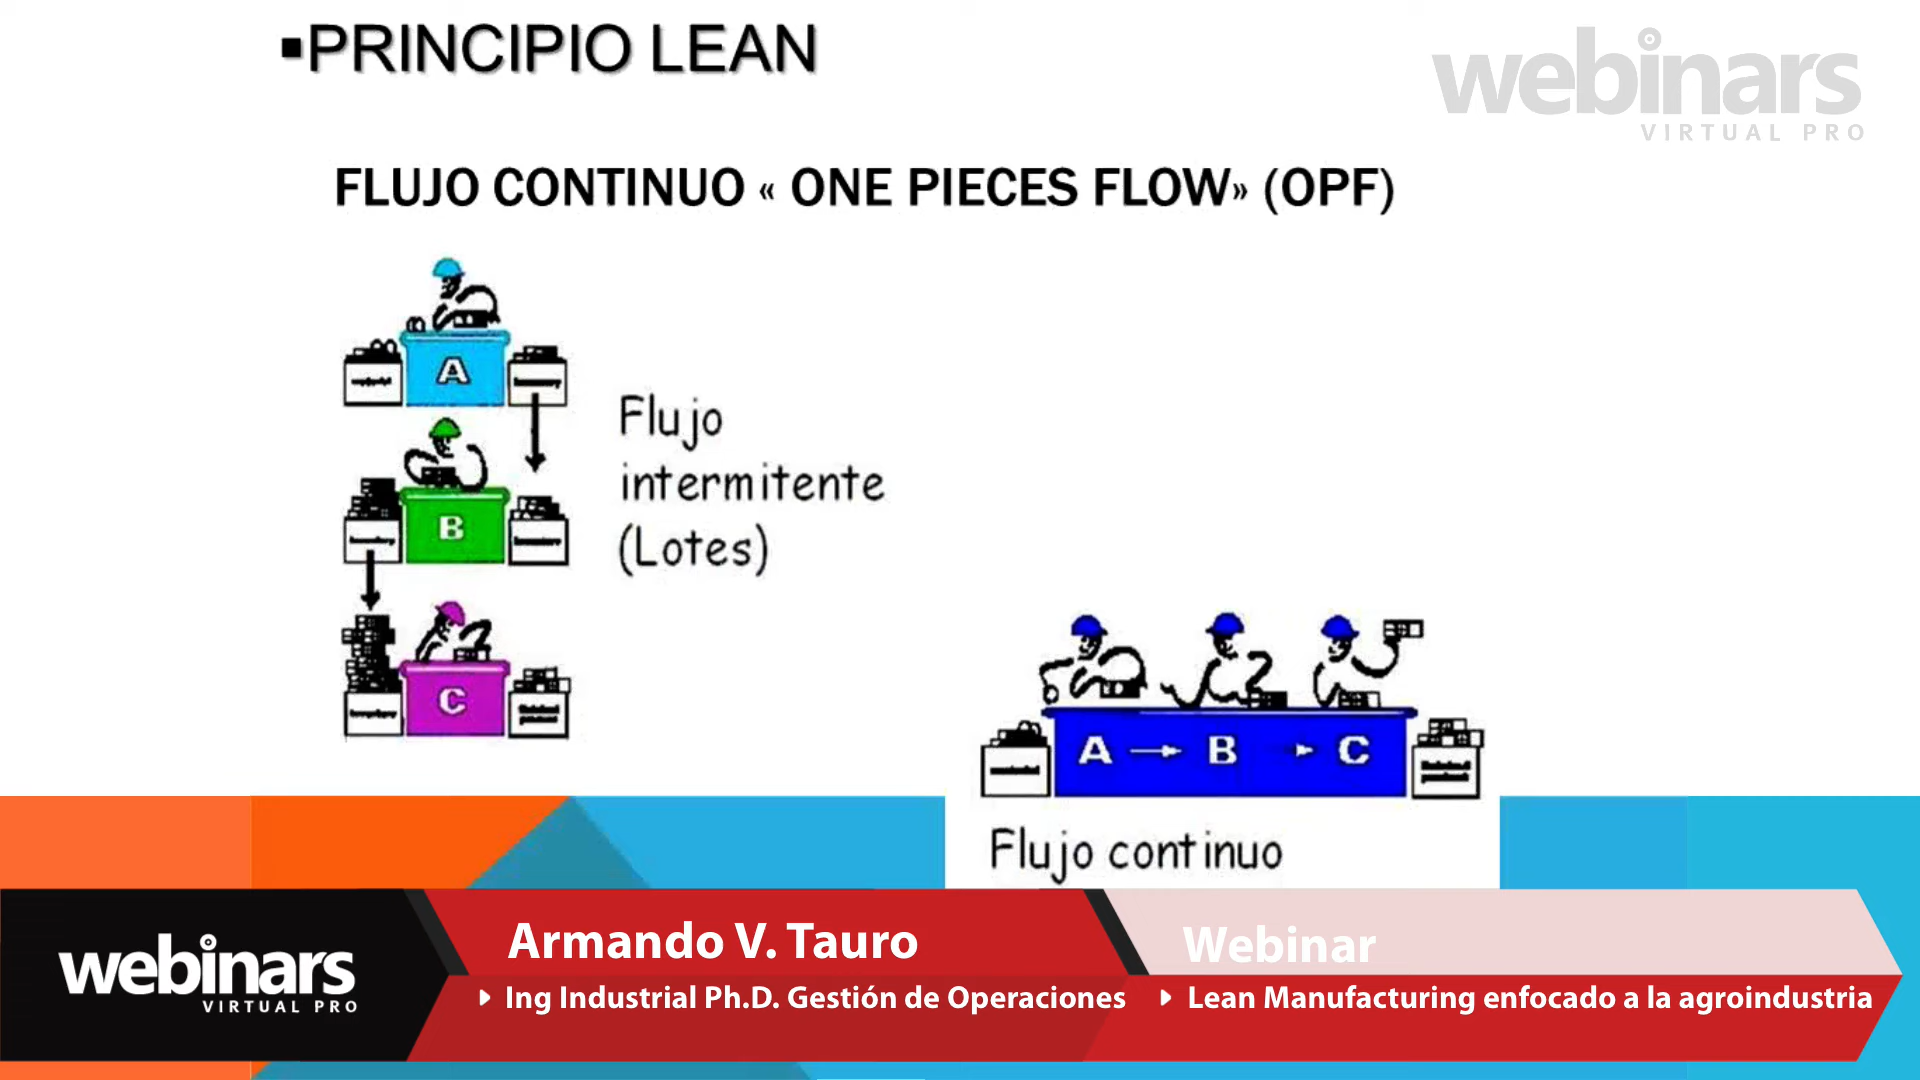 ▪PRINCIPIO LEAN
webinars
VIRTUAL PRO
FLUJO CONTINUO « ONE PIECES FLOW» (OPF)
A
B
C
Flujo
intermitente
(Lotes)
A B C
Flujo continuo
webinars
VIRTUAL PRO
Armando V. Tauro
Ing Industrial Ph.D. Gestión de Operaciones
Webinar
Lean Manufacturing enfocado a la agroindustria